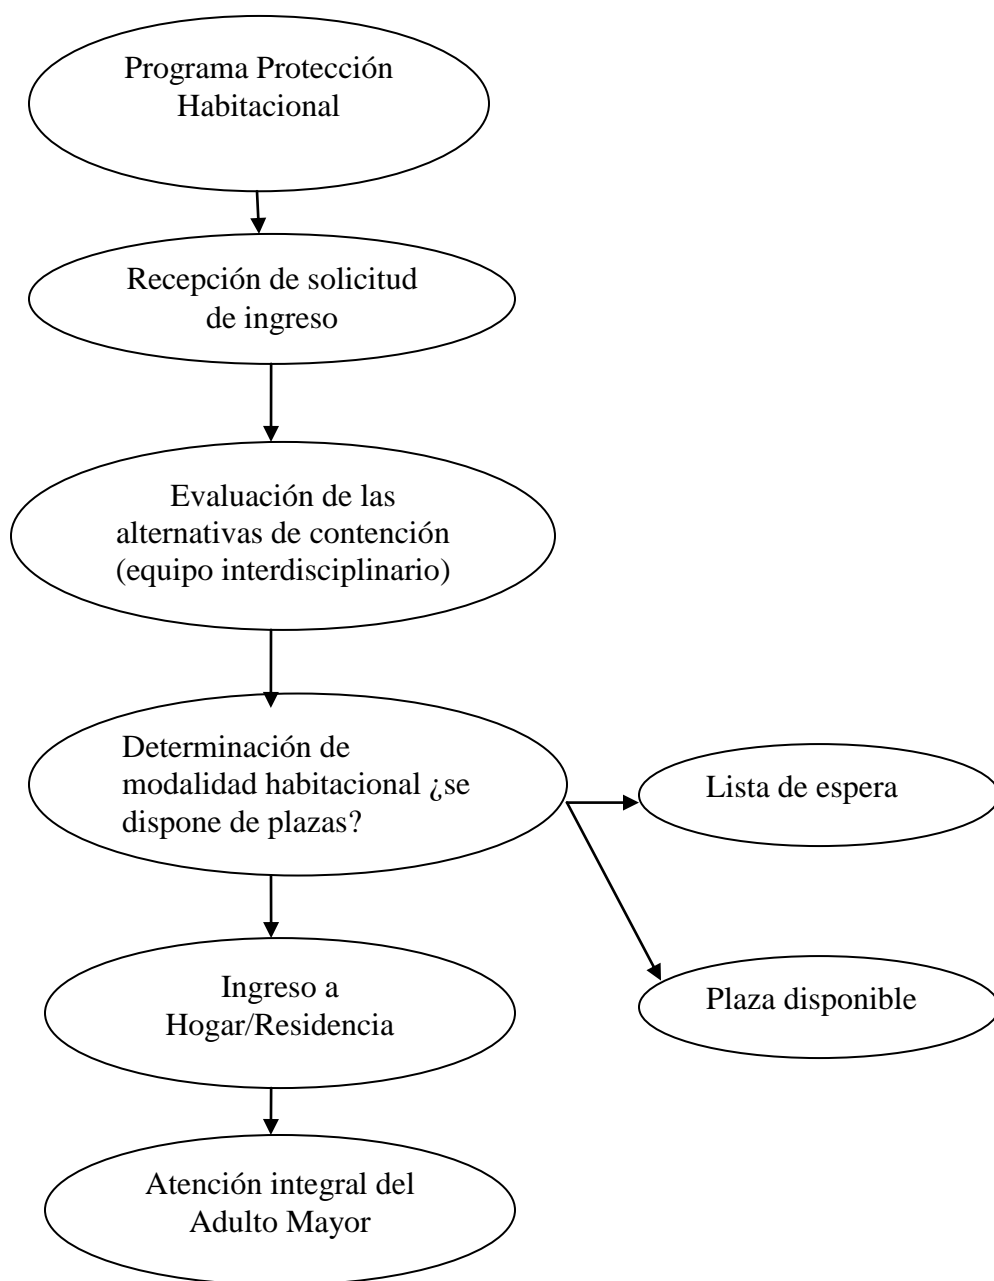 Programa Protección
Habitacional
Recepción de solicitud
de ingreso
Evaluación de las
alternativas de contención
(equipo interdisciplinario)
Determinación de
modalidad habitacional ¿se
dispone de plazas?
Lista de espera
Plaza disponible
Ingreso a
Hogar/Residencia
Atención integral del
Adulto Mayor